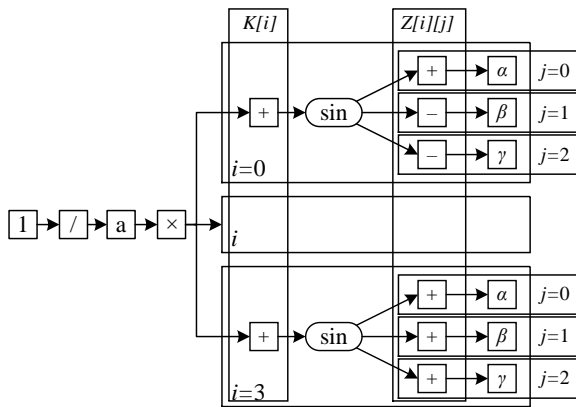 K[i] Z[i][j]
+ α j=0
+ sin − β j=1
− γ j=2
i=0
1 / a × i
+ α j=0
+ sin + β j=1
+ γ j=2
i=3